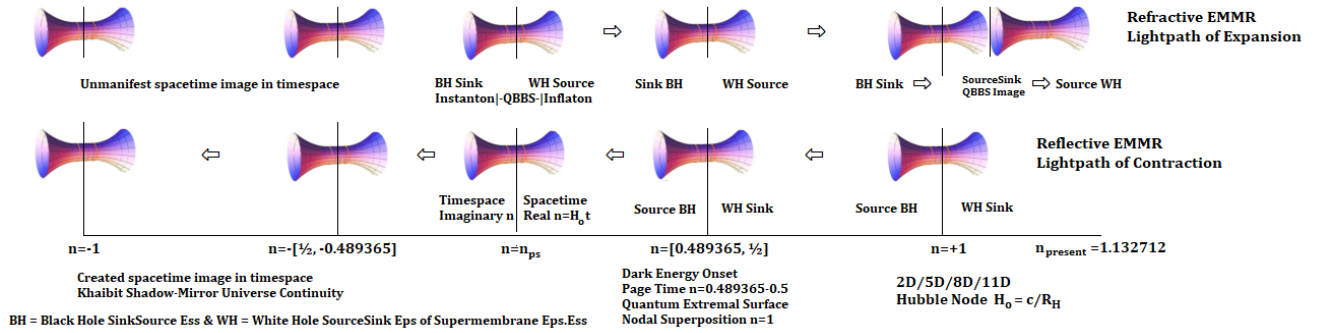 Refractive EMMR
Lightpath of Expansion
Unmanifest spacetime image in timespace
BH Sink WH Source
Instanton|-QBBS-|Inflaton
Sink BH WH Source
BH Sink ⇨ SourceSink ⇨ Source WH
QBBS Image
Reflective EMMR
Lightpath of Contraction
Timespace Spacetime
Imaginary n Real n=Hot
Source BH WH Sink
Source BH WH Sink
n=-1 n=-[½, -0.489365] n=nps n=[0.489365, ½] n=+1 npresent =1.132712
Created spacetime image in timespace
Khaibit Shadow-Mirror Universe Continuity
Dark Energy Onset
Page Time n=0.489365-0.5
Quantum Extremal Surface
Nodal Superposition n=1
2D/5D/8D/11D
Hubble Node Ho = c/RH
BH = Black Hole SinkSource Ess & WH = White Hole SourceSink Eps of Supermembrane Eps.Ess